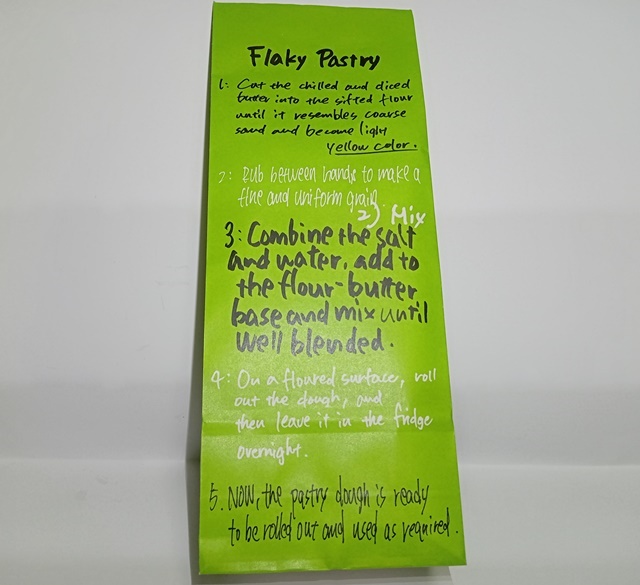 Flaky Pastry
1: Cut the chilled and diced
butter into the sifted flour
until it resembles coarse
sand and become light
yellow color.
2: Rub between hands to make a
fine and uniform grain
2) Mix
3: Combine the salt
and water, add to
the flour-butter
base and mix until
well blended.
4: On a floured surface, roll
out the dough, and
then leave it in the fridge
overnight.
5. Now, the pastry dough is ready
to be rolled out and used as required.